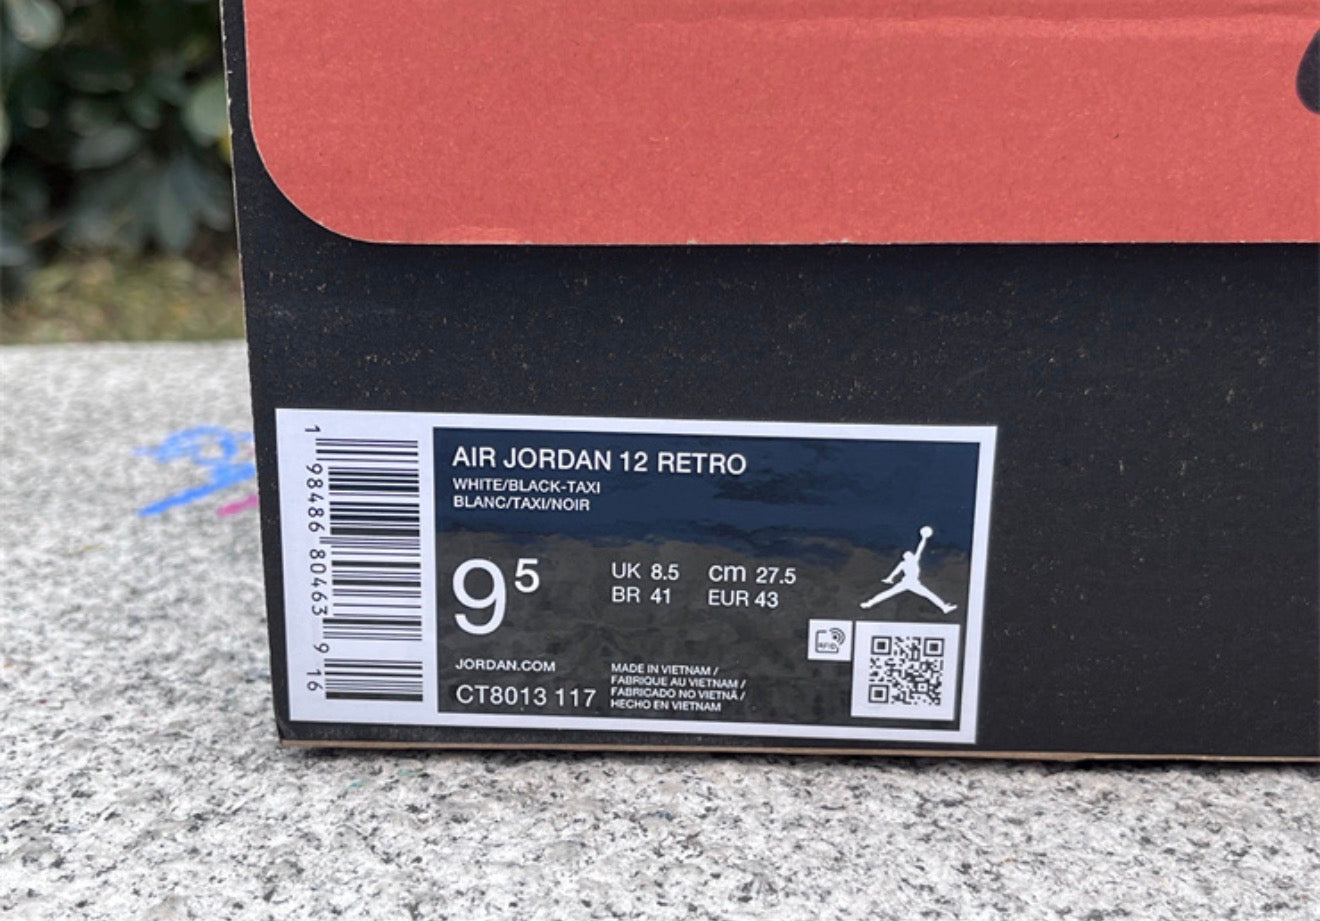 1 98486 80463 9 16
AIR JORDAN 12 RETRO
WHITE/BLACK-TAXI
BLANC/TAXI/NOIR
9⁵
UK 8.5 cm 27.5
BR 41 EUR 43
RFID
JORDAN.COM
CT8013 117
MADE IN VIETNAM /
FABRIQUE AU VIETNAM /
FABRICADO NO VIETNÃ /
HECHO EN VIETNAM